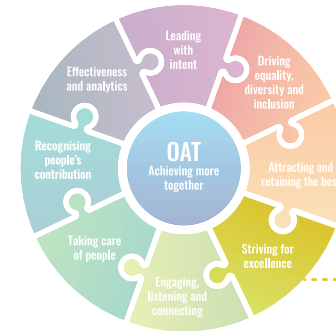 Leading
with
intent
Driving
equality,
diversity and
inclusion
Attracting and
retaining the bes
Striving for
excellence
Engaging,
listening and
connecting
Taking care
of people
Recognising
people's
contribution
Effectiveness
and analytics
OAT
Achieving more
together